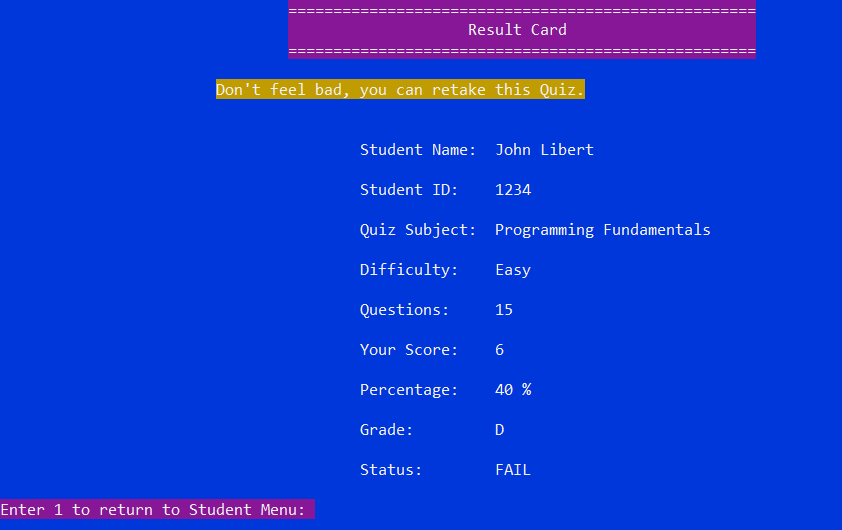 ====================================================
Result Card
====================================================
Don't feel bad, you can retake this Quiz.
Student Name: John Libert
Student ID: 1234
Quiz Subject: Programming Fundamentals
Difficulty: Easy
Questions: 15
Your Score: 6
Percentage: 40 %
Grade: D
Status: FAIL
Enter 1 to return to Student Menu: